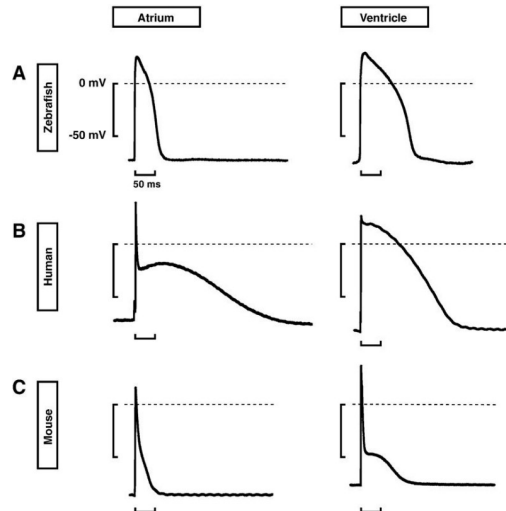 Atrium
Ventricle
A
Zebrafish
0 mV
-50 mV
50 ms
B
Human
C
Mouse